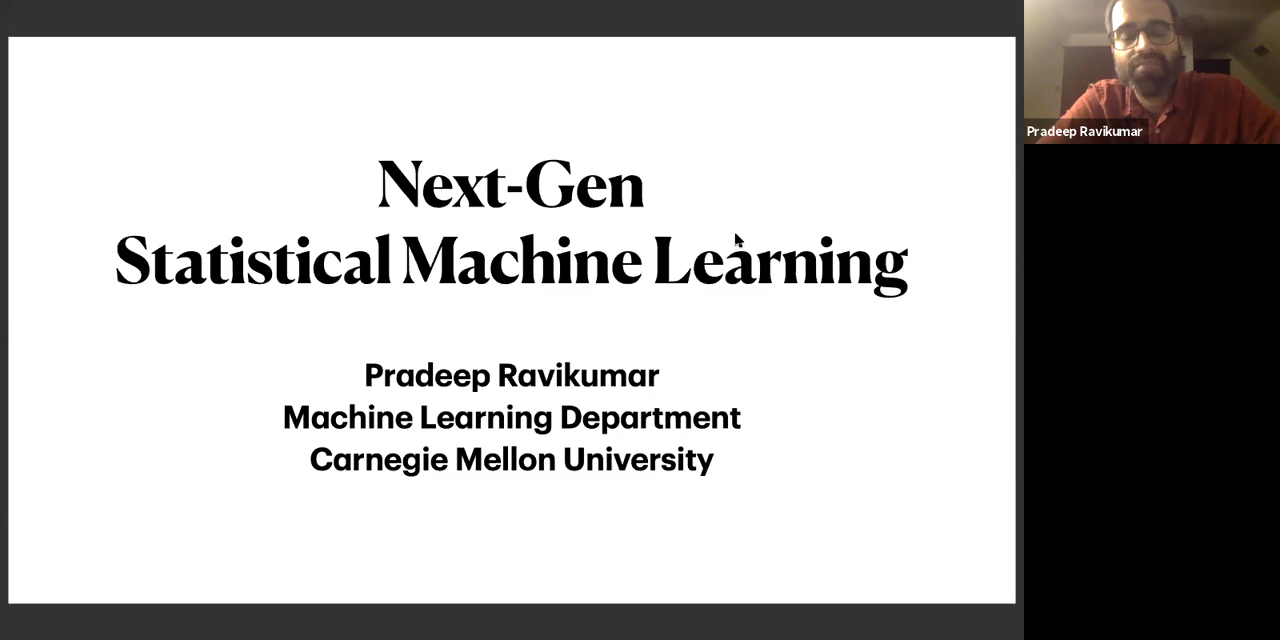 Next-Gen
Statistical Machine Learning
Pradeep Ravikumar
Machine Learning Department
Carnegie Mellon University
Pradeep Ravikumar